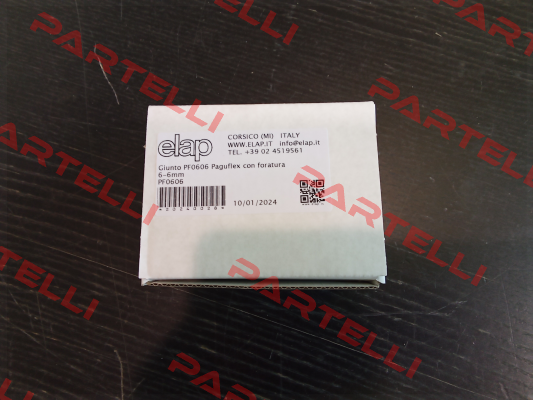 elap
CORSICO (MI) ITALY
WWW.ELAP.IT info@elap.it
TEL. +39 02 4519561
Giunto PF0606 Paguflex con foratura
6-6mm
PF0606
10/01/2024
elap
PARTELLI
PARTELLI
PARTELLI
PARTELLI
PARTELLI
PARTELLI